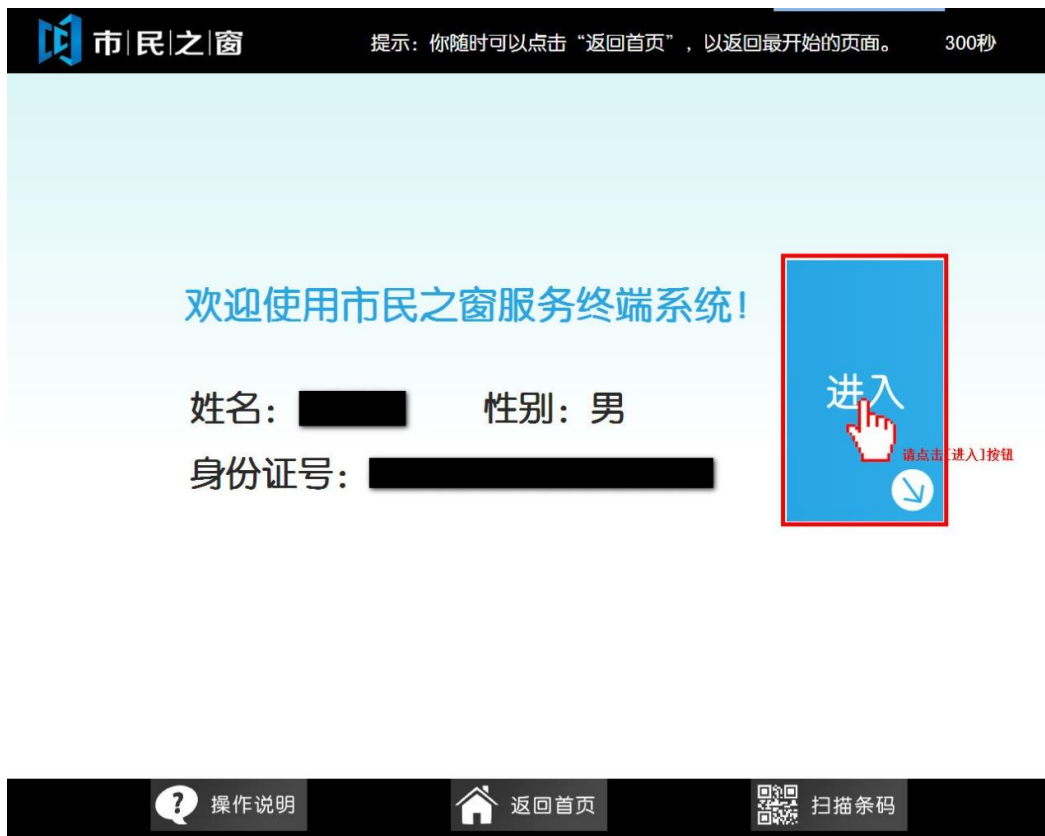 市民之窗
提示：你随时可以点击“返回首页”，以返回最开始的页面。
300秒
欢迎使用市民之窗服务终端系统！
姓名： 性别：男
身份证号：
进入
请点击[进入]按钮
操作说明
返回首页
扫描条码